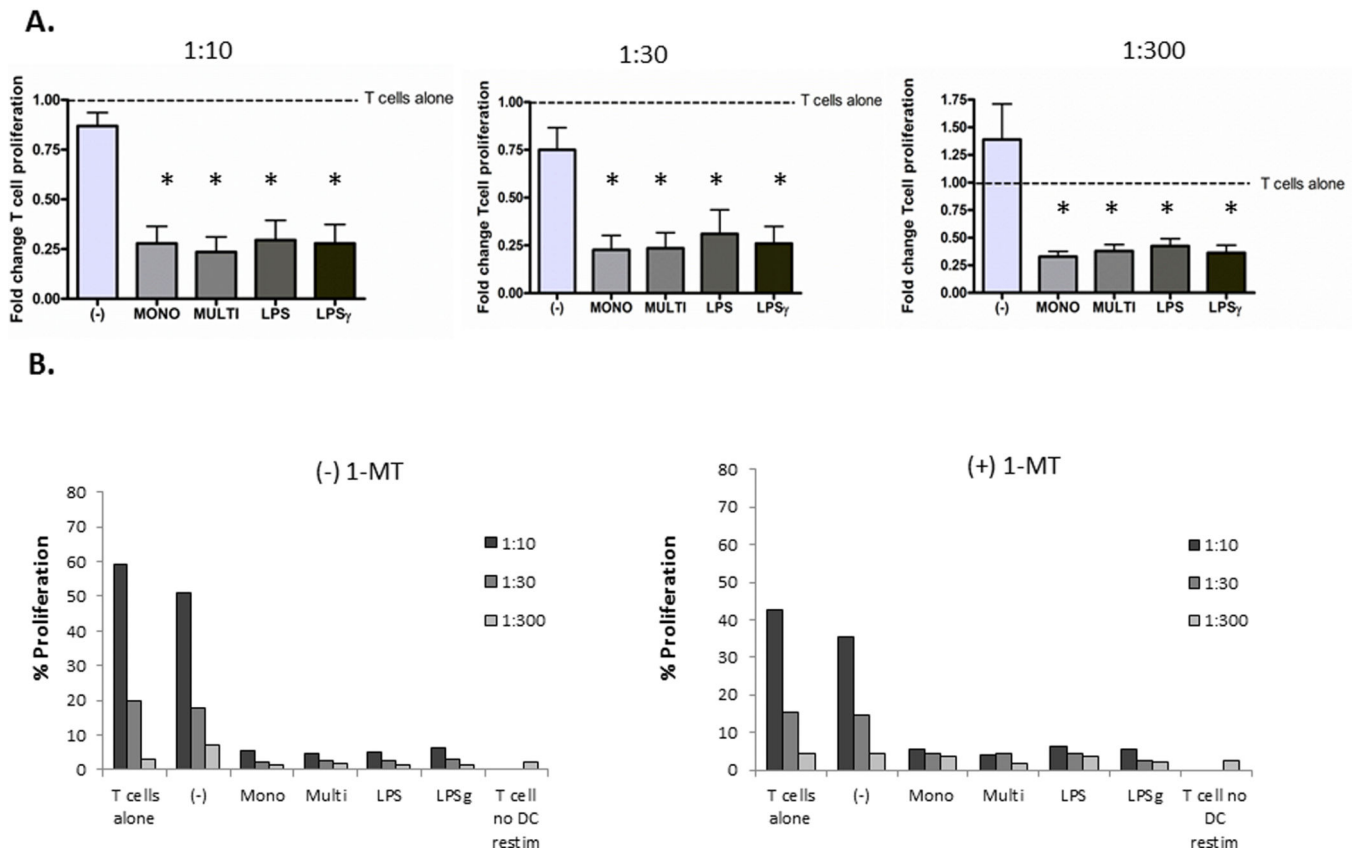 A.
1:10
Fold change T cell proliferation
1.00
0.75
0.50
0.25
0.00
T cells alone
* * * *
(-) MONO MULTI LPS LPSγ
1:30
Fold change Tcell proliferation
1.00
0.75
0.50
0.25
0.00
T cells alone
* * * *
(-) MONO MULTI LPS LPSγ
1:300
Fold change Tcell proliferation
1.75
1.50
1.25
1.00
0.75
0.50
0.25
0.00
T cells alone
* * * *
(-) MONO MULTI LPS LPSγ
B.
(-) 1-MT
% Proliferation
80
70
60
50
40
30
20
10
0
1:10
1:30
1:300
T cells alone
(-)
Mono
Multi
LPS
LPSg
T cell no DC restim
(+) 1-MT
% Proliferation
80
70
60
50
40
30
20
10
0
1:10
1:30
1:300
T cells alone
(-)
Mono
Multi
LPS
LPSg
T cell no DC restim